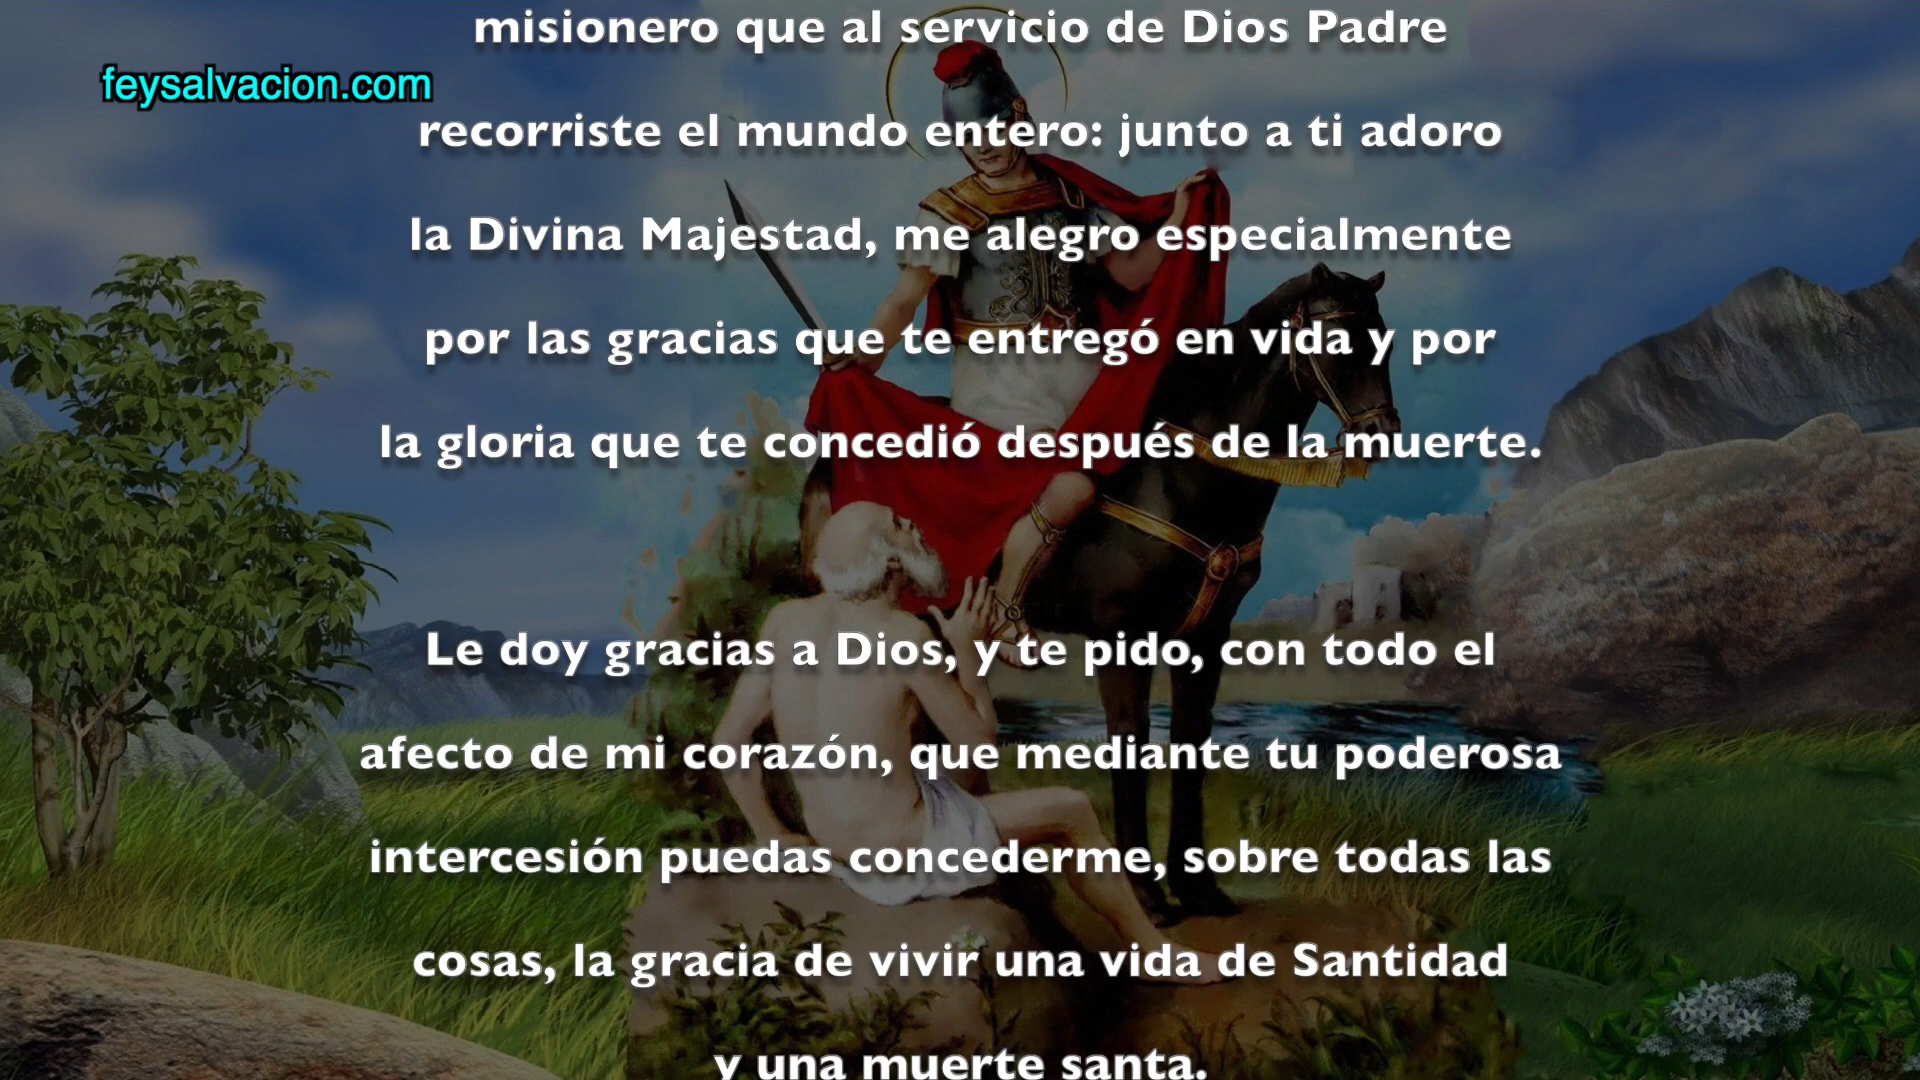 misionero que al servicio de Dios Padre
feysalvacion.com
recorriste el mundo entero: junto a ti adoro
la Divina Majestad, me alegro especialmente
por las gracias que te entregó en vida y por
la gloria que te concedió después de la muerte.
Le doy gracias a Dios, y te pido, con todo el
afecto de mi corazón, que mediante tu poderosa
intercesión puedas concederme, sobre todas las
cosas, la gracia de vivir una vida de Santidad
y una muerte santa.